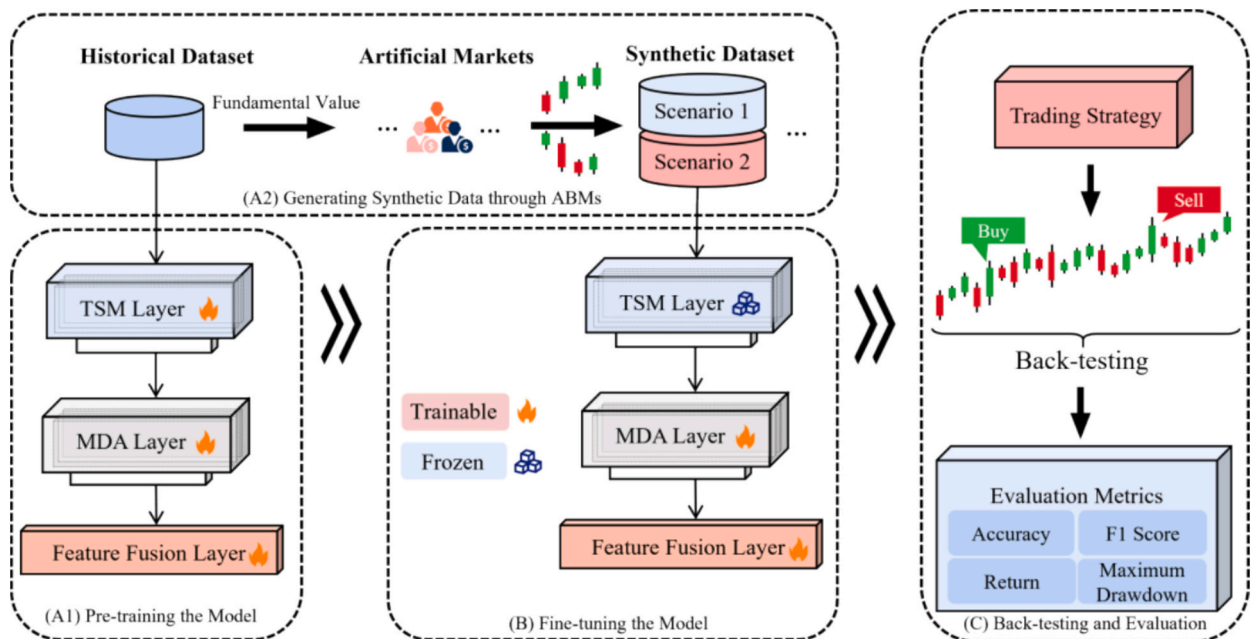 Historical Dataset
Artificial Markets
Synthetic Dataset
Fundamental Value
...
...
Scenario 1
Scenario 2
...
(A2) Generating Synthetic Data through ABMs
TSM Layer
MDA Layer
Feature Fusion Layer
(A1) Pre-training the Model
TSM Layer
Trainable
Frozen
MDA Layer
Feature Fusion Layer
(B) Fine-tuning the Model
Trading Strategy
Buy
Sell
Back-testing
Evaluation Metrics
Accuracy
F1 Score
Return
Maximum
Drawdown
(C) Back-testing and Evaluation